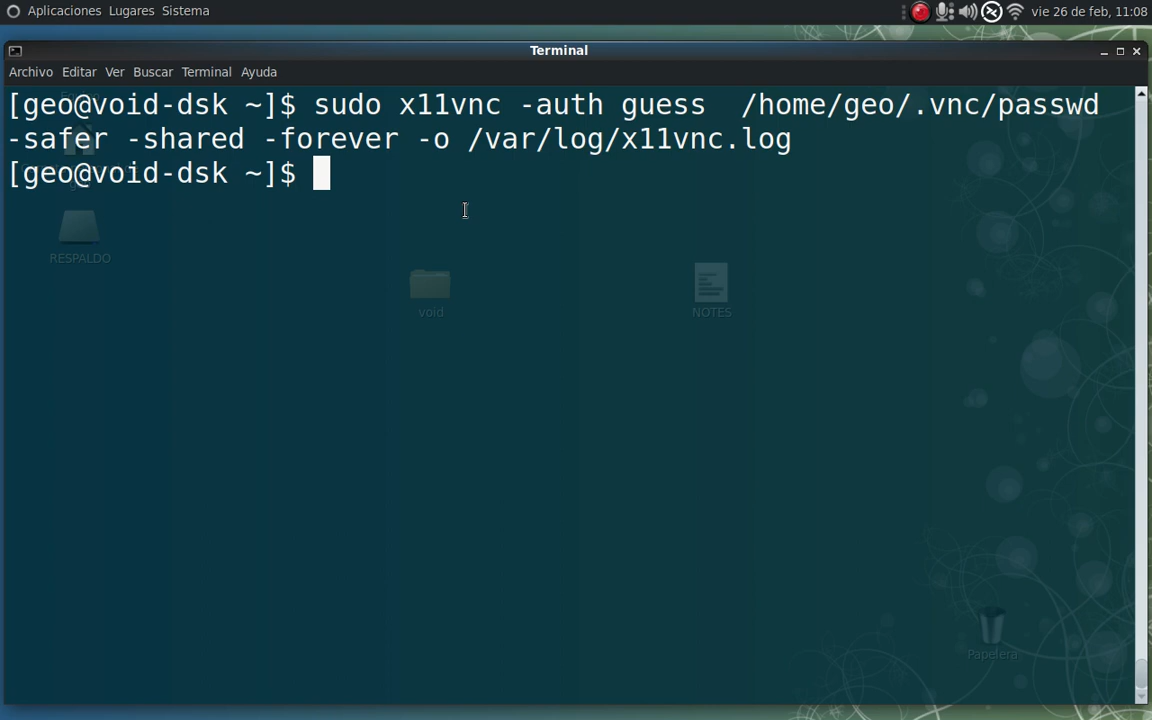 Aplicaciones Lugares Sistema
vie 26 de feb, 11:08
Terminal
Archivo Editar Ver Buscar Terminal Ayuda
[geo@void-dsk ~]$ sudo x11vnc -auth guess  /home/geo/.vnc/passwd
-safer -shared -forever -o /var/log/x11vnc.log
[geo@void-dsk ~]$
RESPALDO
void
NOTES
Papelera